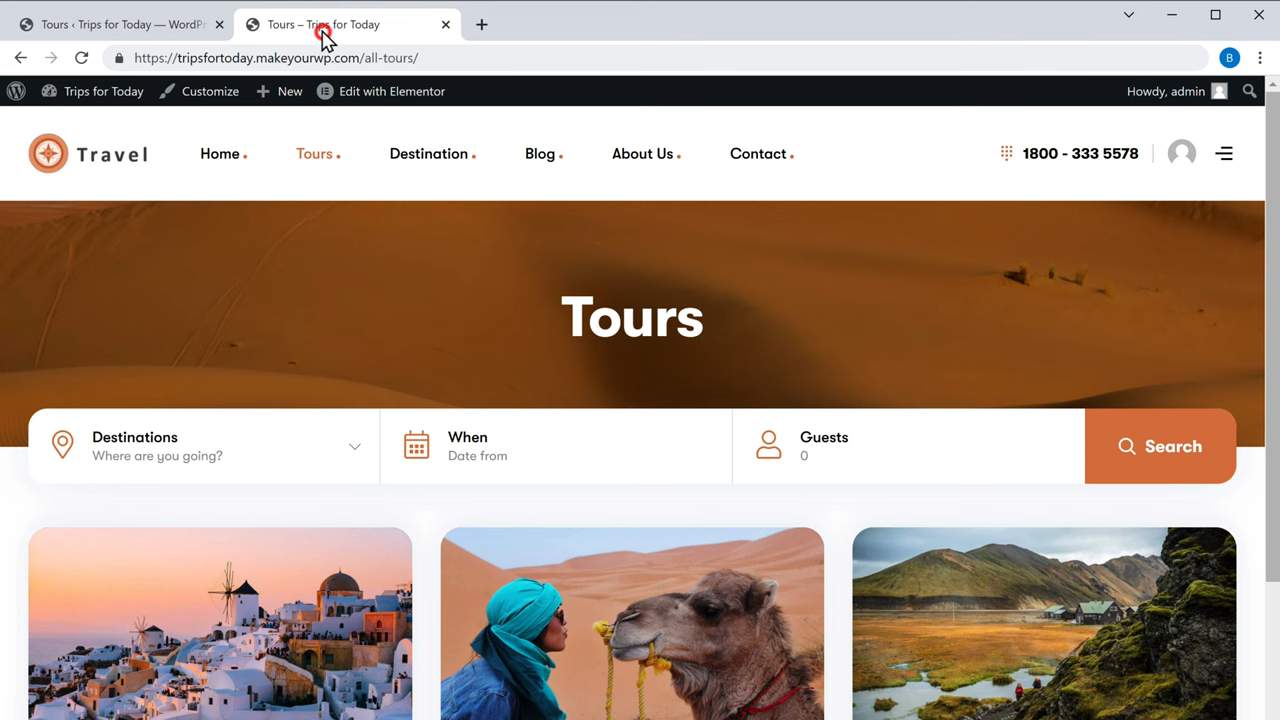 Tours ‹ Trips for Today — WordPr
Tours – Trips for Today
https://tripsfortoday.makeyourwp.com/all-tours/
B
Trips for Today
Customize
New
Edit with Elementor
Howdy, admin
Travel
Home
Tours
Destination
Blog
About Us
Contact
1800 - 333 5578
Tours
Destinations
Where are you going?
When
Date from
Guests
0
Search